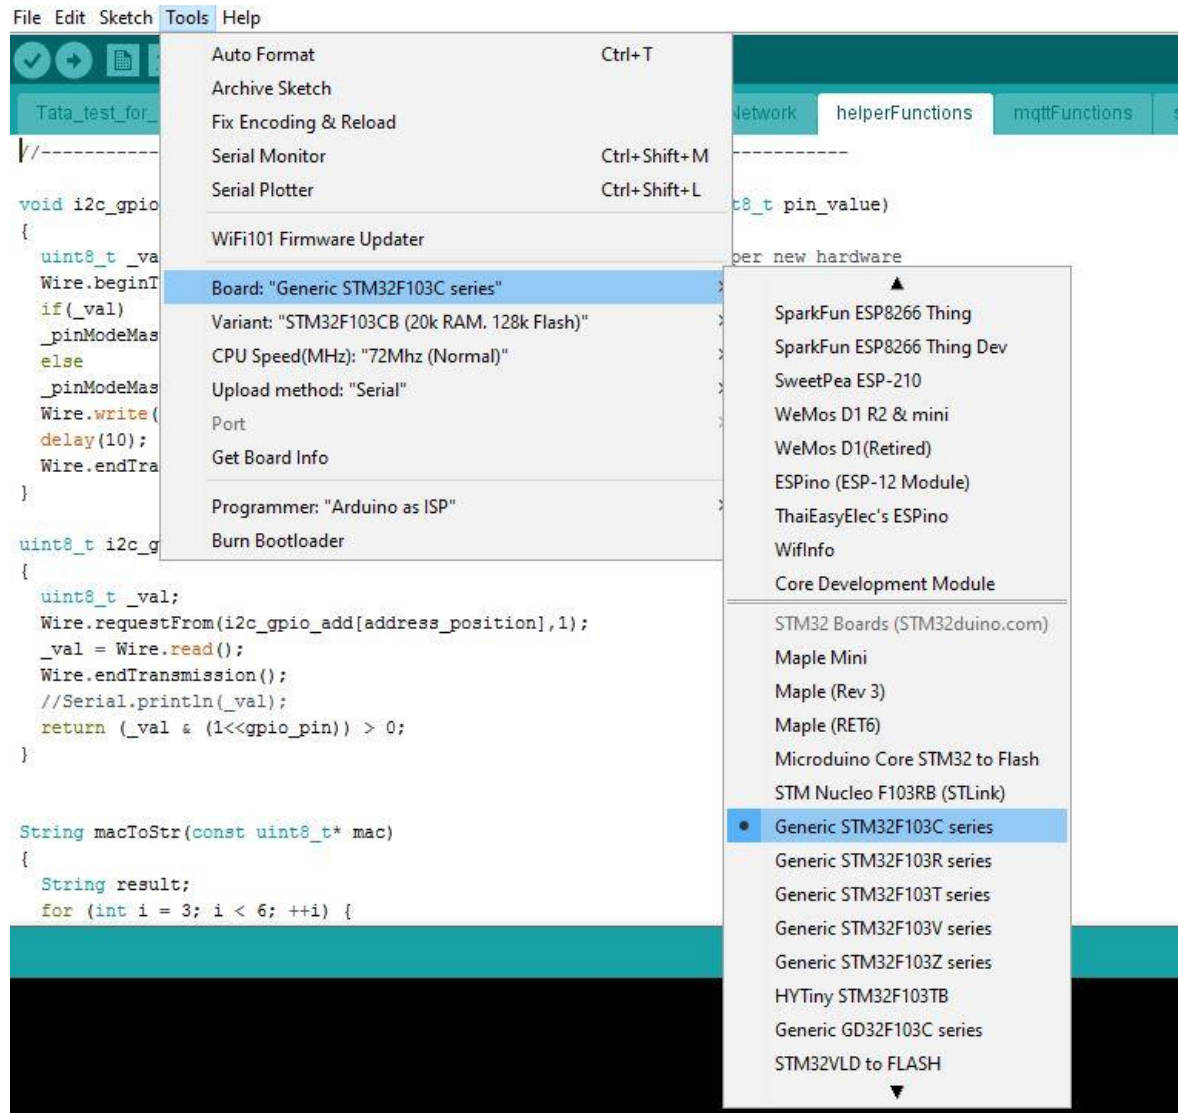 File Edit Sketch Tools Help
Auto Format Ctrl+T
Archive Sketch
Fix Encoding & Reload
Serial Monitor Ctrl+Shift+M
Serial Plotter Ctrl+Shift+L
WiFi101 Firmware Updater
Board: "Generic STM32F103C series"
Variant: "STM32F103CB (20k RAM. 128k Flash)"
CPU Speed(MHz): "72Mhz (Normal)"
Upload method: "Serial"
Port
Get Board Info
Programmer: "Arduino as ISP"
Burn Bootloader
SparkFun ESP8266 Thing
SparkFun ESP8266 Thing Dev
SweetPea ESP-210
WeMos D1 R2 & mini
WeMos D1(Retired)
ESPino (ESP-12 Module)
ThaiEasyElec's ESPino
WifInfo
Core Development Module
STM32 Boards (STM32duino.com)
Maple Mini
Maple (Rev 3)
Maple (RET6)
Microduino Core STM32 to Flash
STM Nucleo F103RB (STLink)
Generic STM32F103C series
Generic STM32F103R series
Generic STM32F103T series
Generic STM32F103V series
Generic STM32F103Z series
HYTiny STM32F103TB
Generic GD32F103C series
STM32VLD to FLASH
Tata_test_for_ Network helperFunctions mqttFunctions
//----------- -----------
void i2c_gpio t8_t pin_value)
{
uint8_t _va per new hardware
Wire.beginT
if(_val)
_pinModeMas
else
_pinModeMas
Wire.write(
delay(10);
Wire.endTra
}
uint8_t i2c_g
{
uint8_t _val;
Wire.requestFrom(i2c_gpio_add[address_position],1);
_val = Wire.read();
Wire.endTransmission();
//Serial.println(_val);
return (_val & (1<<gpio_pin)) > 0;
}
String macToStr(const uint8_t* mac)
{
String result;
for (int i = 3; i < 6; ++i) {